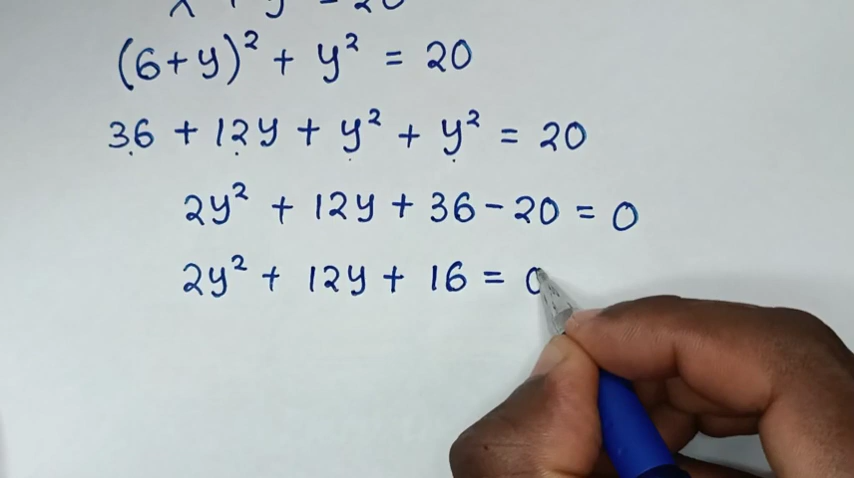 (6+y)² + y² = 20
36 + 12y + y² + y² = 20
2y² + 12y + 36 - 20 = 0
2y² + 12y + 16 = 0